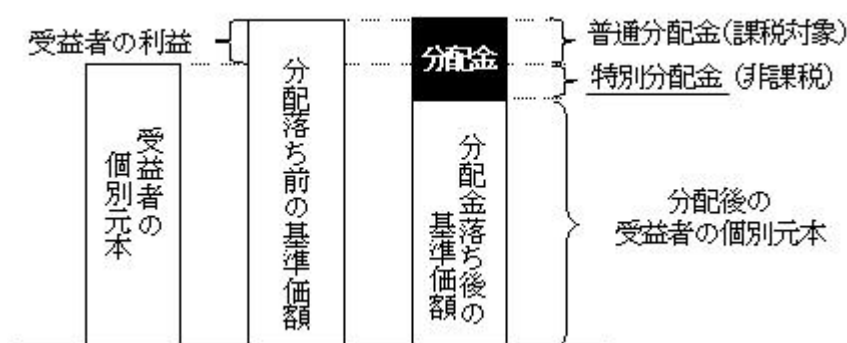 受益者の利益
受益者の
個別元本
分配落ち前の基準価額
分配金
分配金落ち後の
基準価額
普通分配金(課税対象)
特別分配金 (非課税)
分配後の
受益者の個別元本